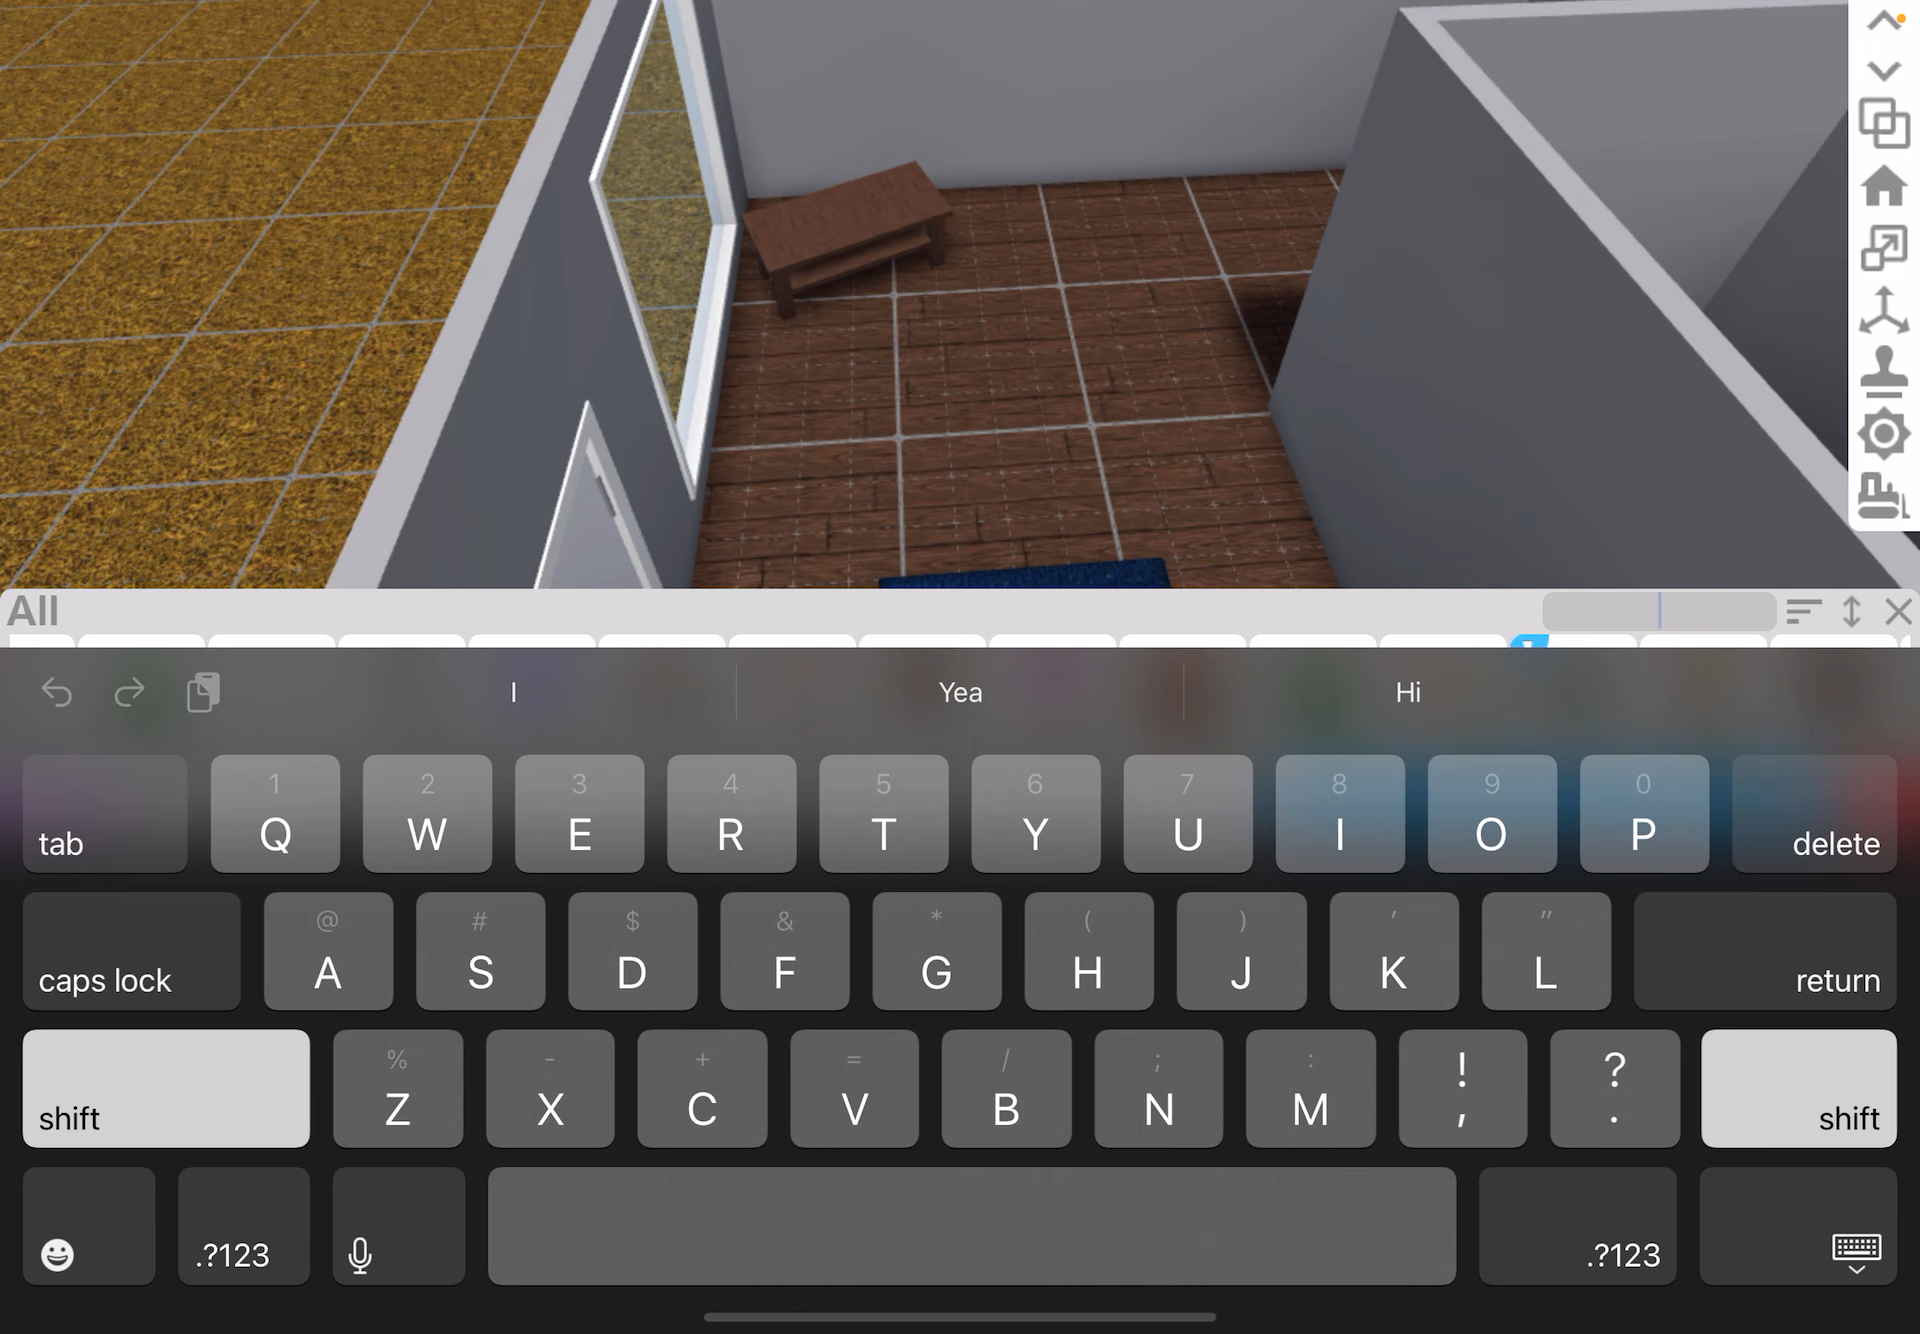 All
I Yea Hi
1 2 3 4 5 6 7 8 9 0
tab Q W E R T Y U I O P delete
@ # $ & * ( ) ' "
caps lock A S D F G H J K L return
% - + = / ; : ! ?
shift Z X C V B N M , . shift
.?123 .?123